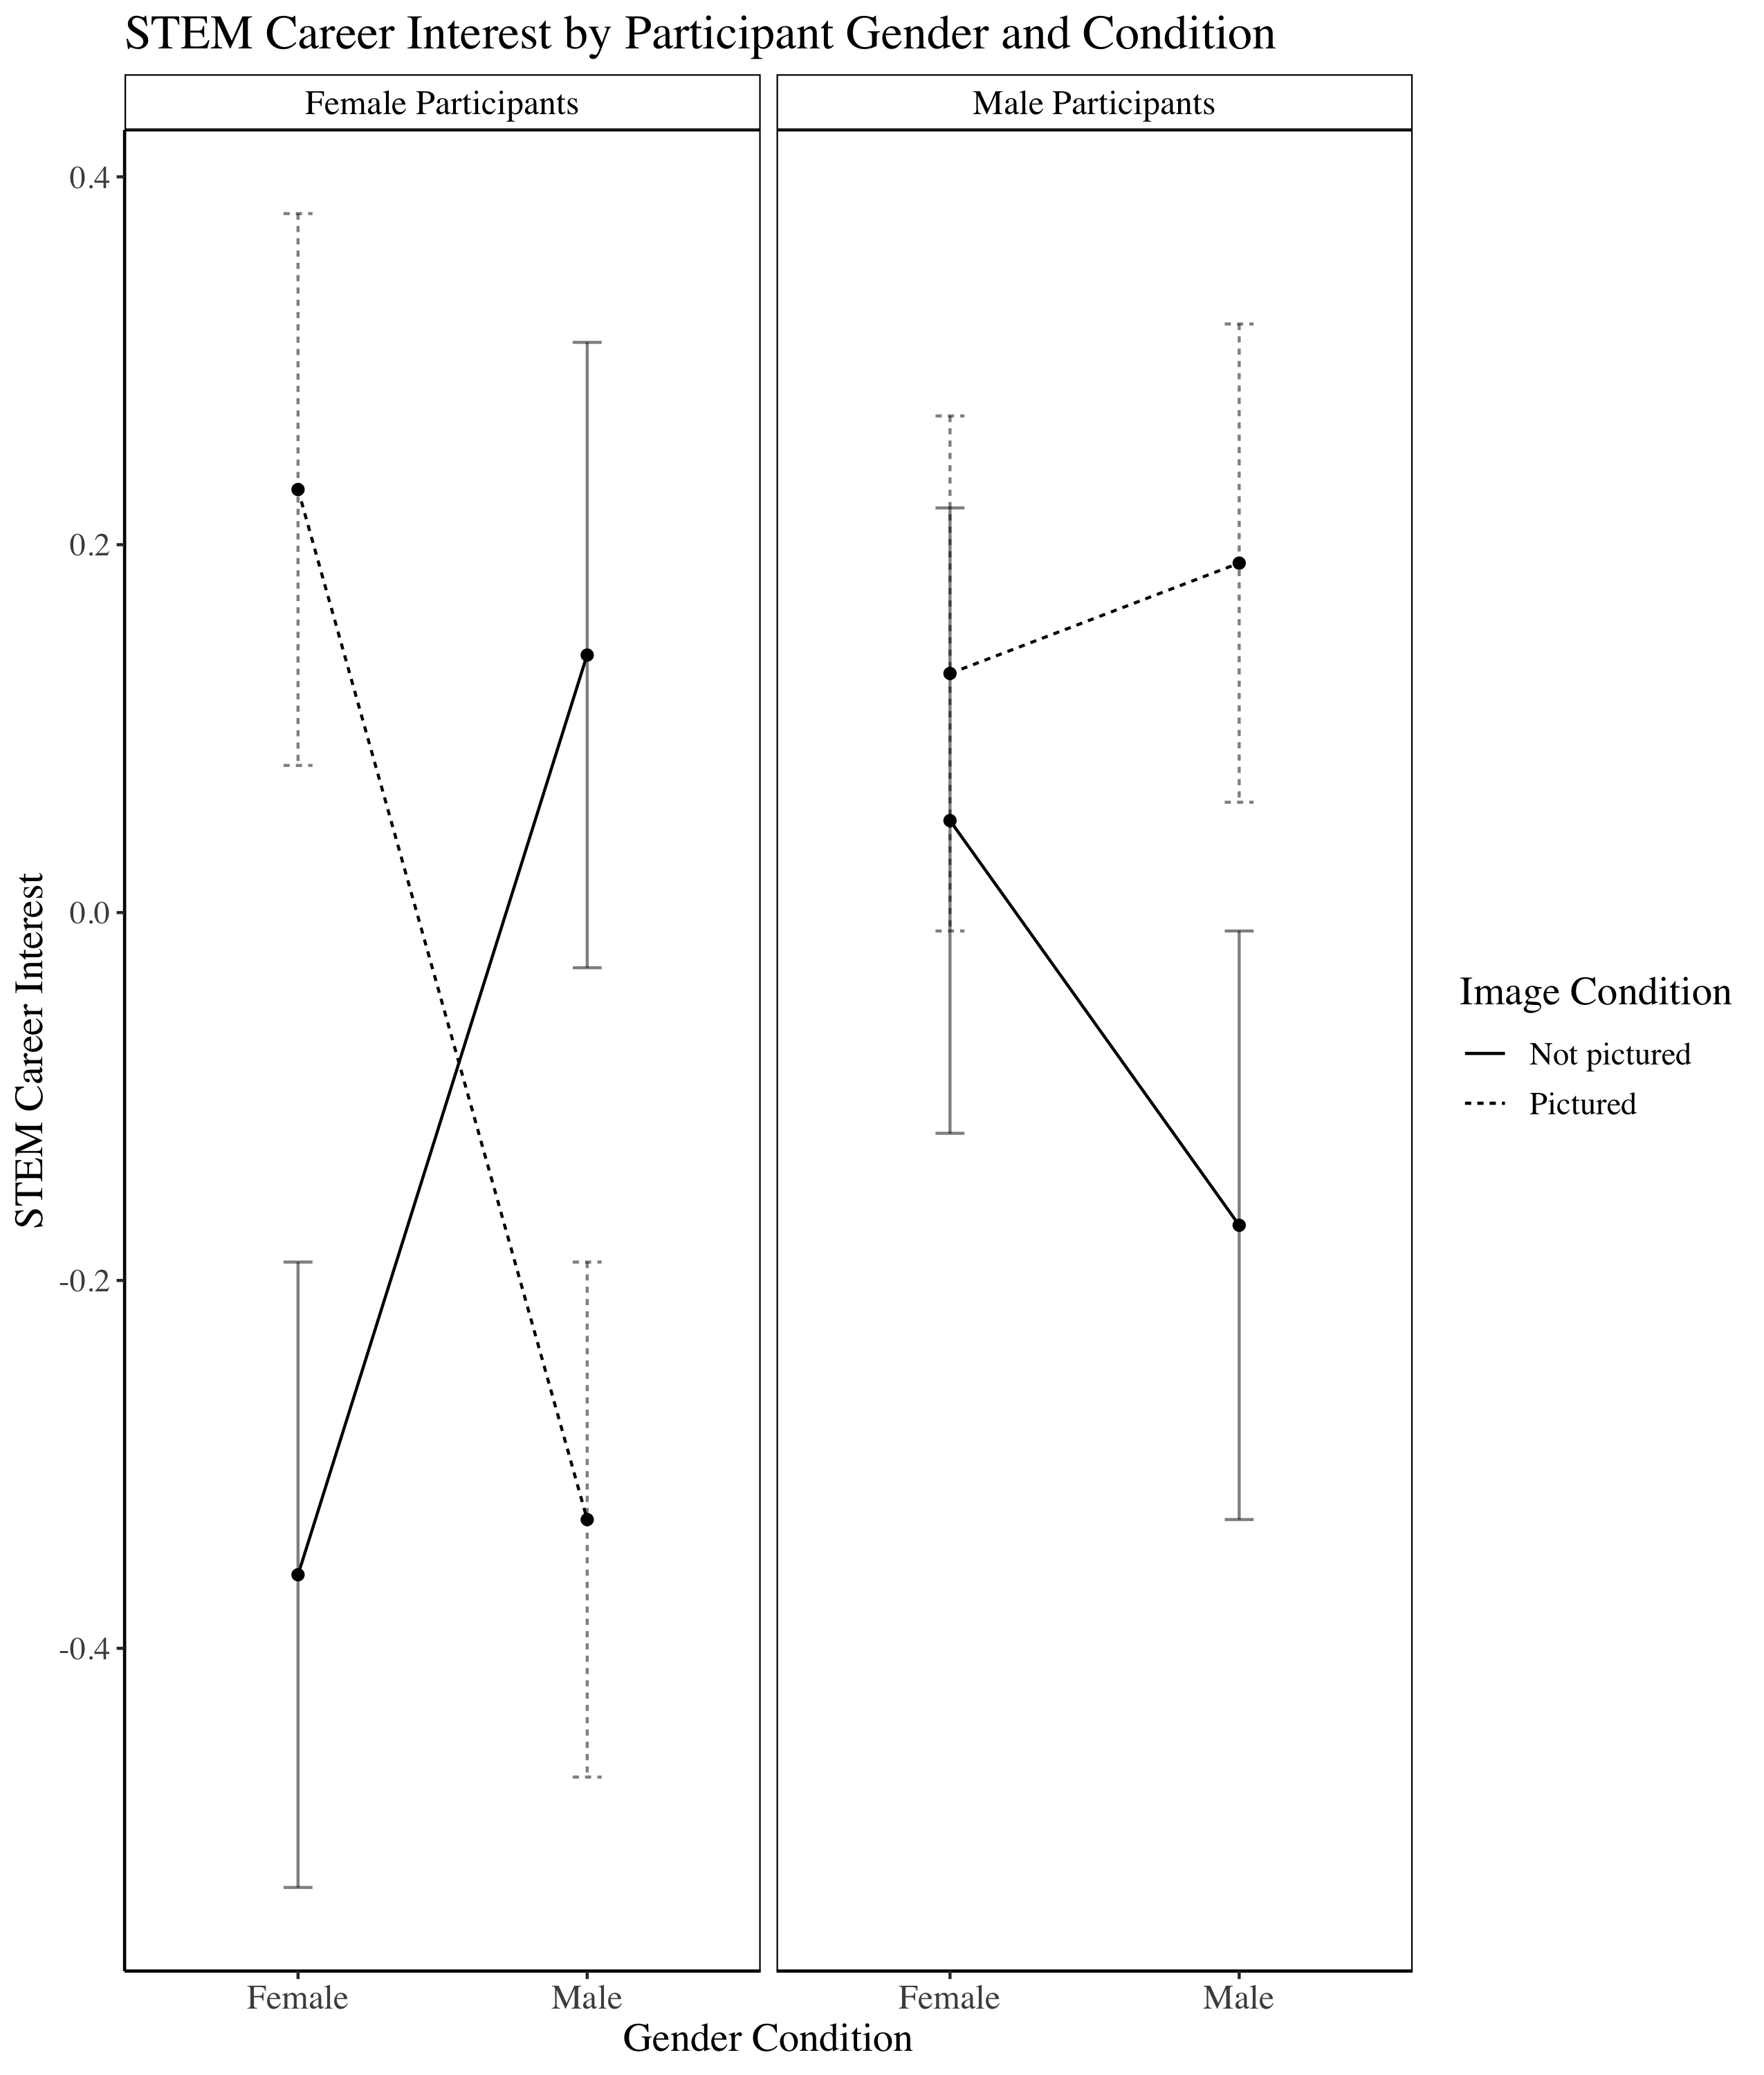 STEM Career Interest by Participant Gender and Condition
Female Participants
Male Participants
STEM Career Interest
0.4
0.2
0.0
-0.2
-0.4
Female
Male
Female
Male
Gender Condition
Image Condition
Not pictured
Pictured